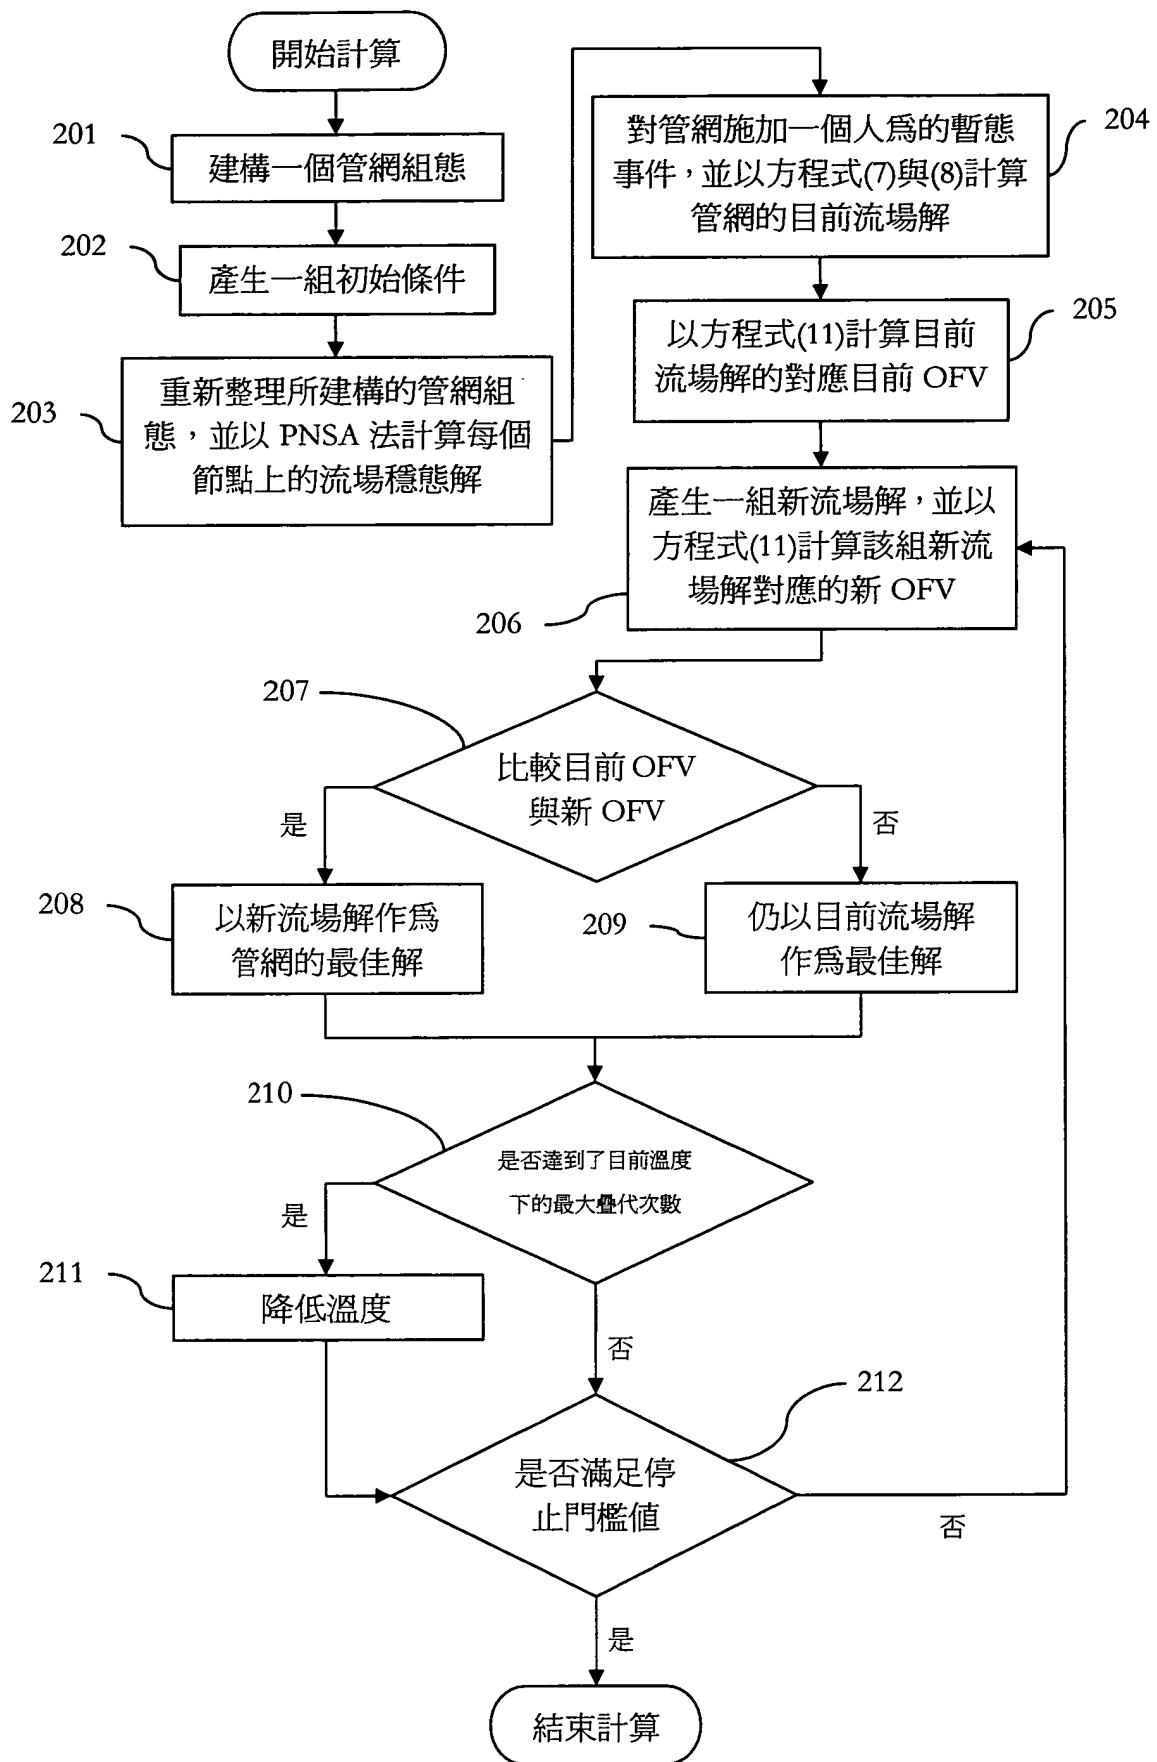 開始計算
201
建構一個管網組態
202
產生一組初始條件
203
重新整理所建構的管網組
態，並以 PNSA 法計算每個
節點上的流場穩態解
204
對管網施加一個人爲的暫態
事件，並以方程式(7)與(8)計算
管網的目前流場解
205
以方程式(11)計算目前
流場解的對應目前 OFV
206
產生一組新流場解，並以
方程式(11)計算該組新流
場解對應的新 OFV
207
比較目前 OFV
與新 OFV
是
否
208
以新流場解作爲
管網的最佳解
209
仍以目前流場解
作爲最佳解
210
是否達到了目前溫度
下的最大疊代次數
是
否
211
降低溫度
212
是否滿足停
止門檻值
否
是
結束計算